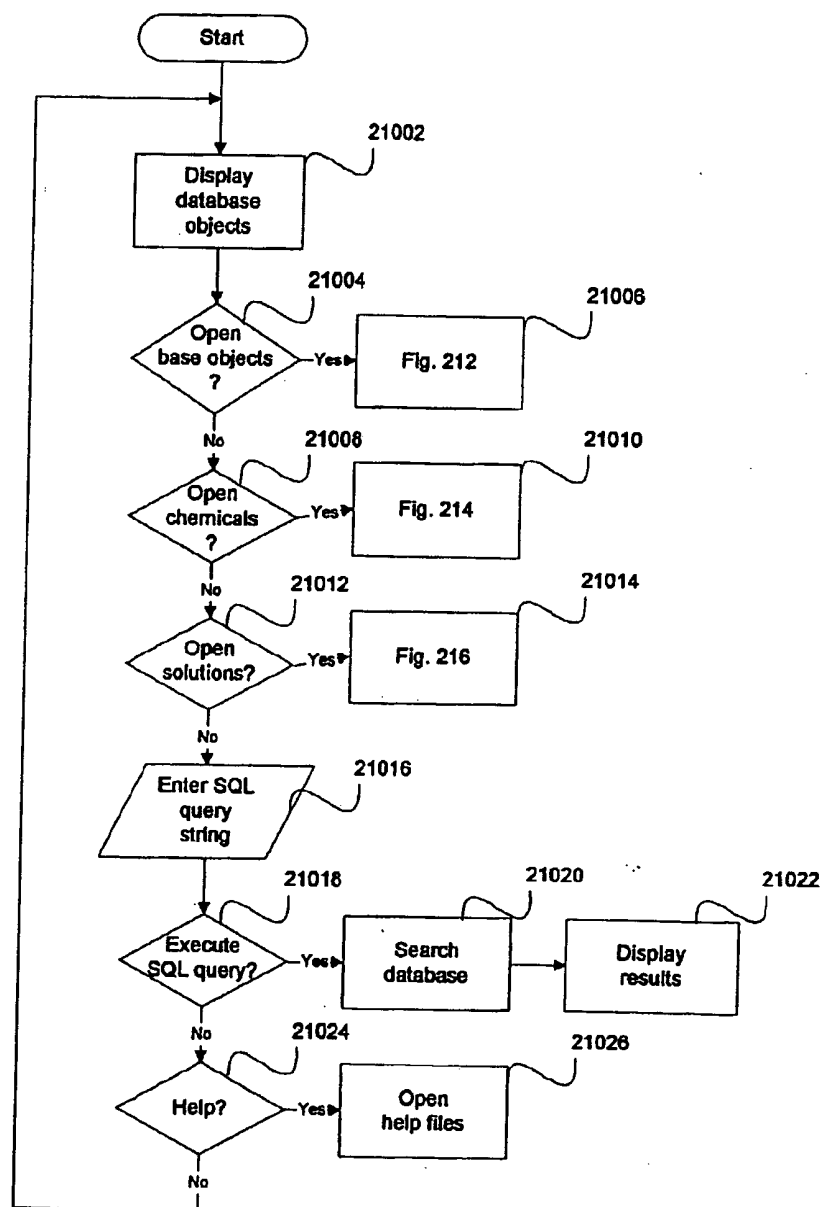 Start
21002
Display
database
objects
21004
21006
Open
base objects
?
Yes
Fig. 212
No
21008
21010
Open
chemicals
?
Yes
Fig. 214
No
21012
21014
Open
solutions?
Yes
Fig. 216
No
21016
Enter SQL
query
string
21018
21020
21022
Execute
SQL query?
Yes
Search
database
Display
results
No
21024
21026
Help?
Yes
Open
help files
No